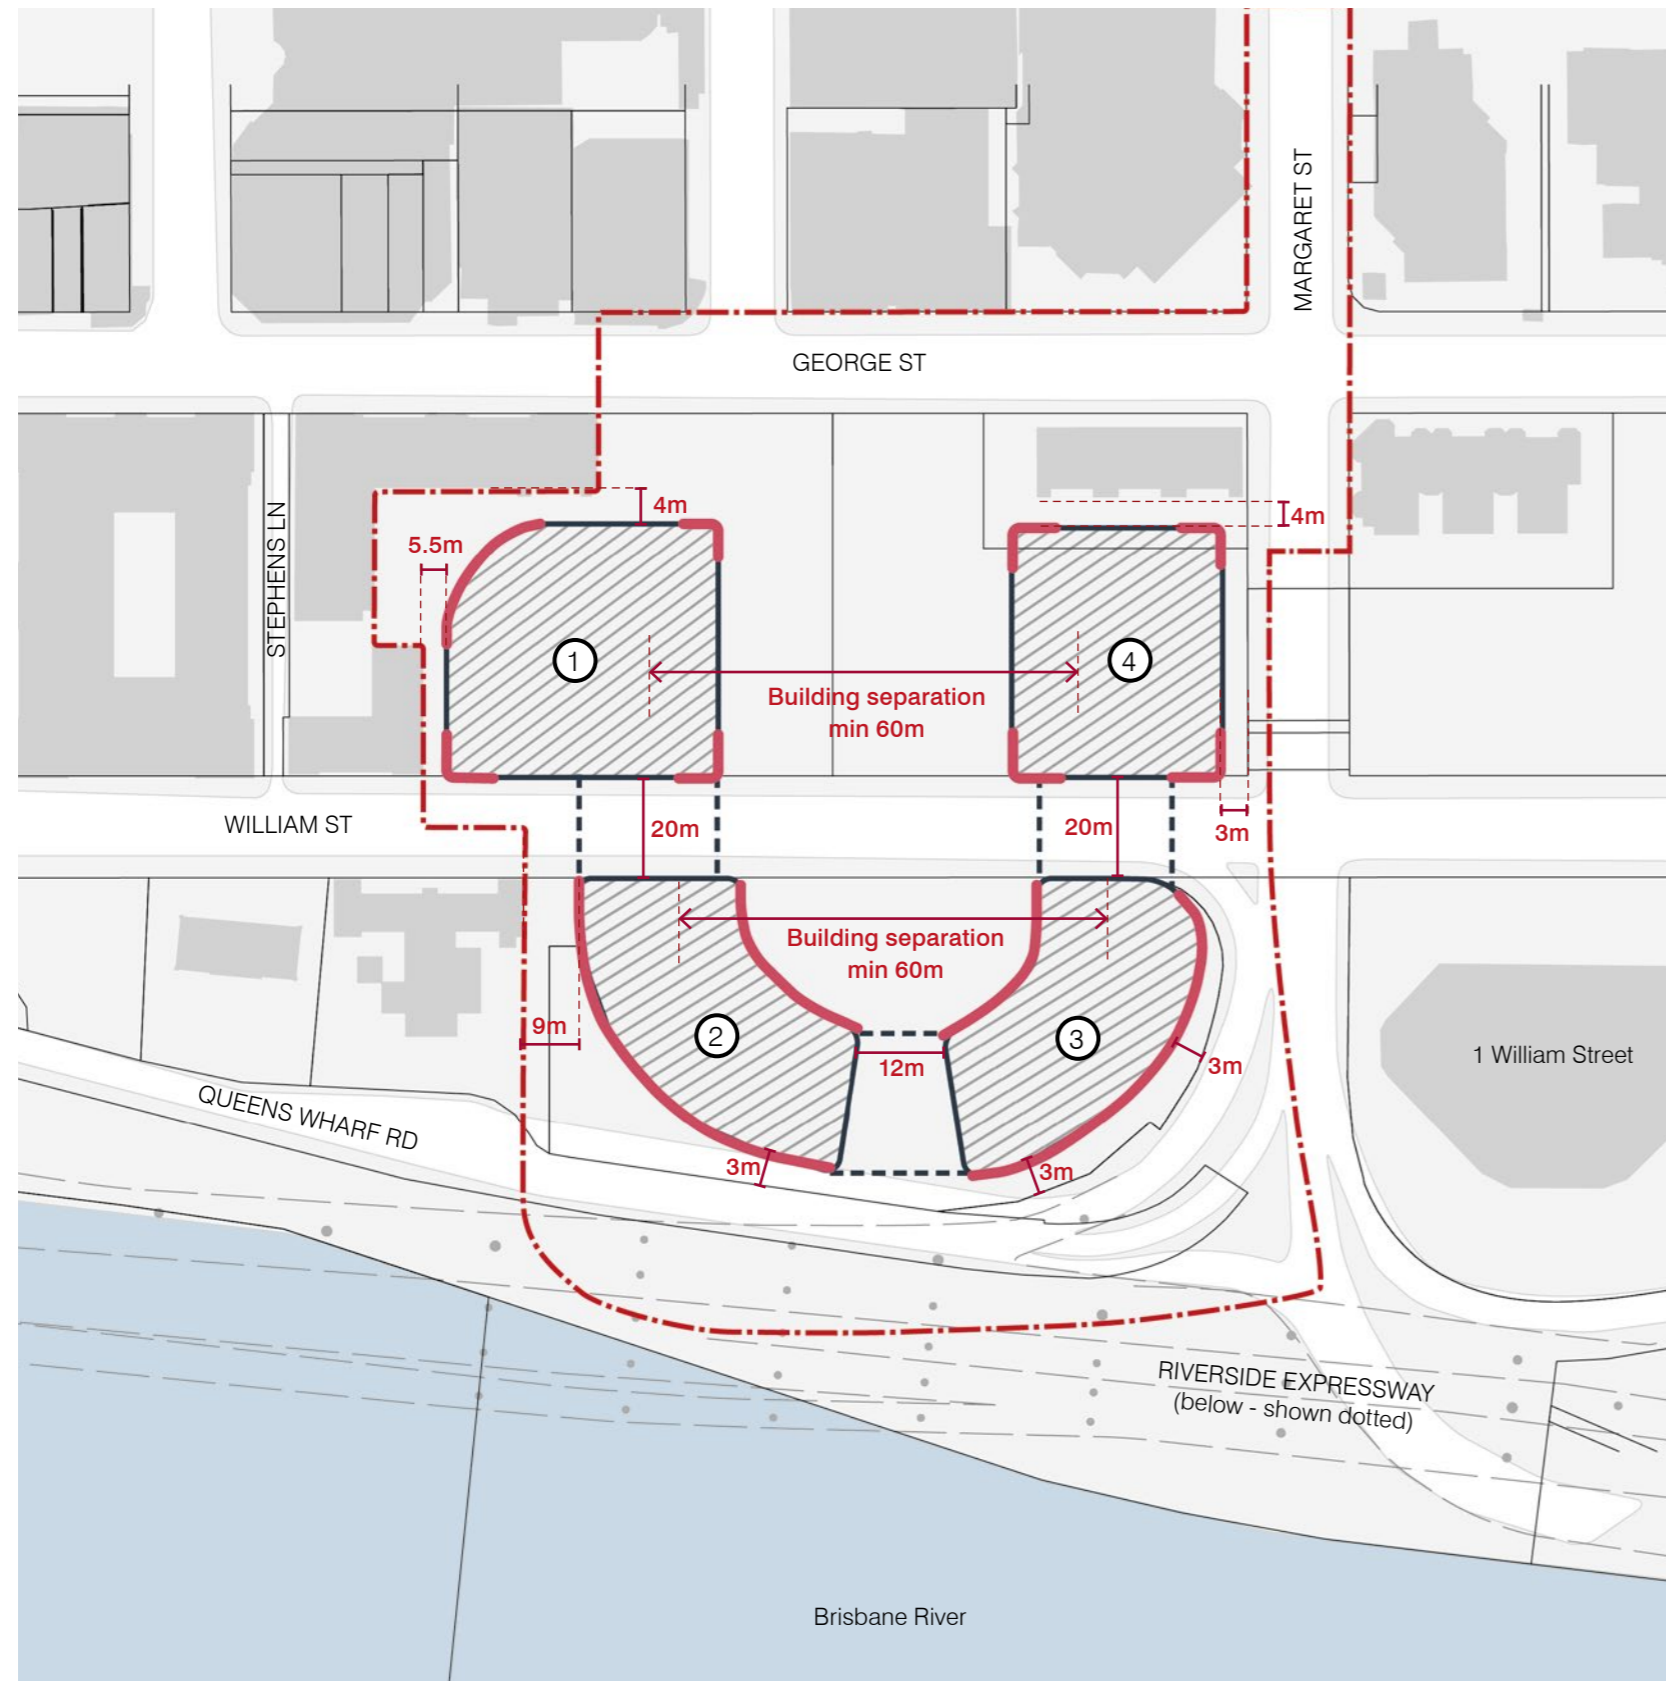 MARGARET ST
GEORGE ST
4m
4m
5.5m
STEPHENS LN
1
4
Building separation
min 60m
WILLIAM ST
20m
20m
3m
Building separation
min 60m
9m
2
3
12m
3m
1 William Street
QUEENS WHARF RD
3m
3m
RIVERSIDE EXPRESSWAY
(below - shown dotted)
Brisbane River